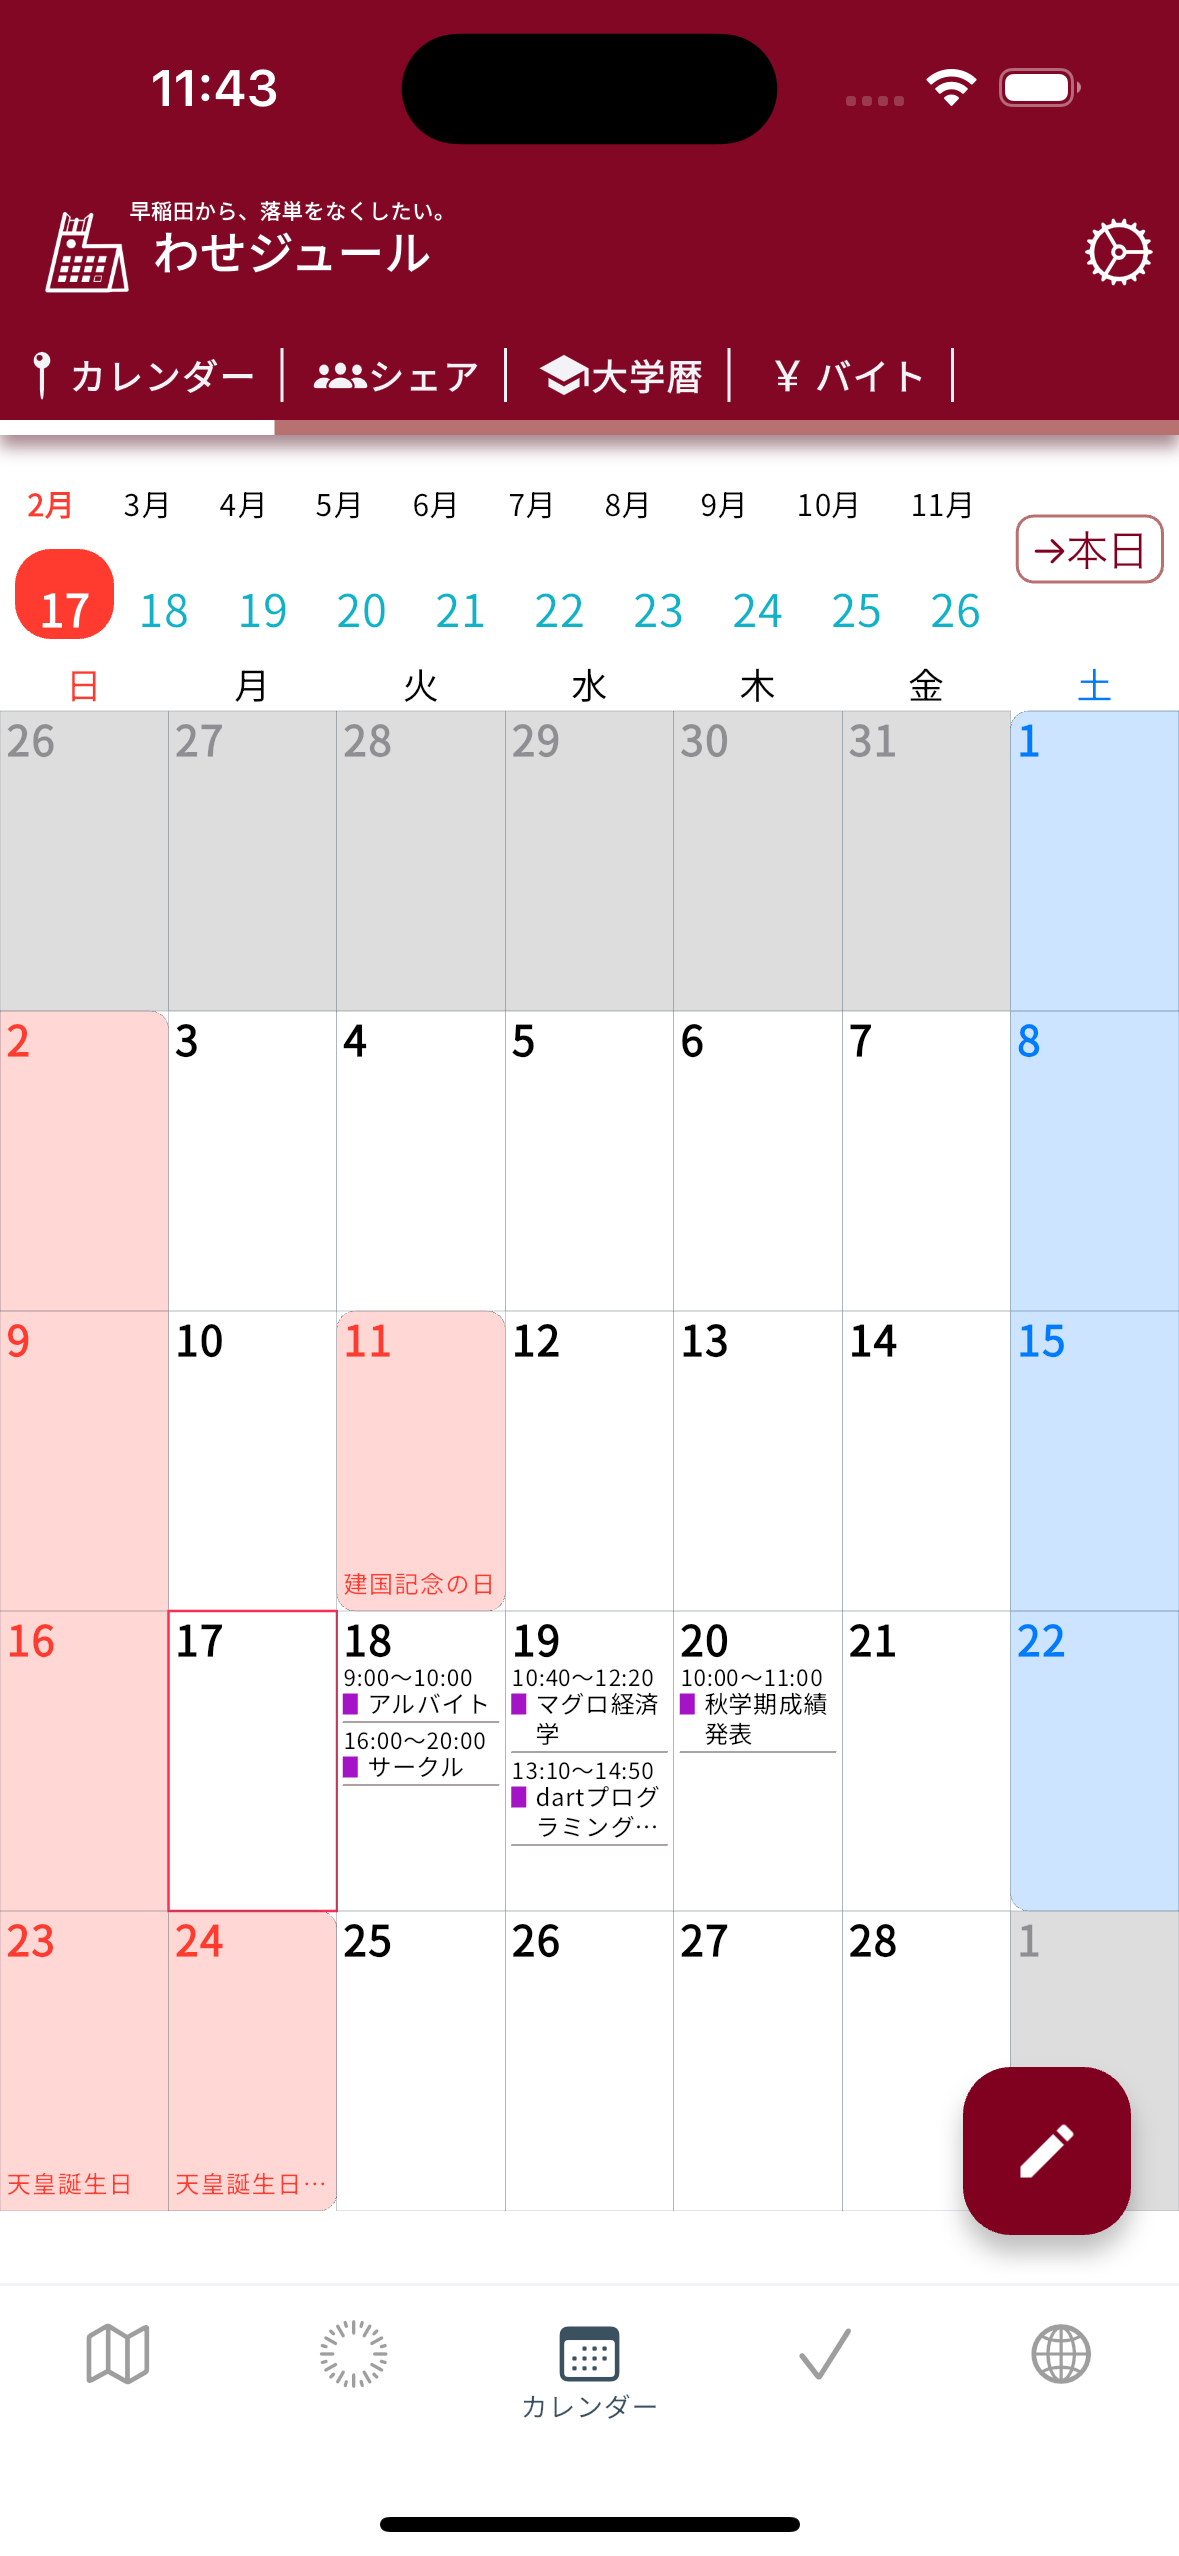 11:43
早稲田から、落単をなくしたい。
わせジュール
カレンダー シェア 大学暦 ¥ バイト
2月 3月 4月 5月 6月 7月 8月 9月 10月 11月
→本日
17 18 19 20 21 22 23 24 25 26
日 月 火 水 木 金 土
26 27 28 29 30 31 1
2 3 4 5 6 7 8
9 10 11 12 13 14 15
建国記念の日
16 17 18 19 20 21 22
9:00〜10:00
アルバイト
16:00〜20:00
サークル
10:40〜12:20
マグロ経済
学
13:10〜14:50
dartプログ
ラミング…
10:00〜11:00
秋学期成績
発表
23 24 25 26 27 28 1
天皇誕生日 天皇誕生日…
カレンダー